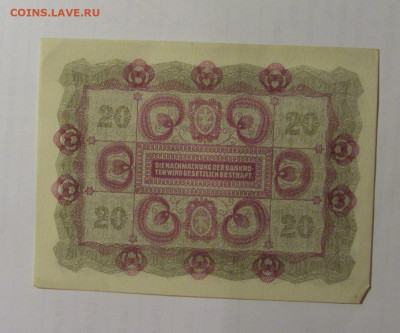 COINS.LAVE.RU
20 20
DIE NACHMACHUNG DER BANKNO-
TEN WIRD GESETZLICH BESTRAFT
20 20